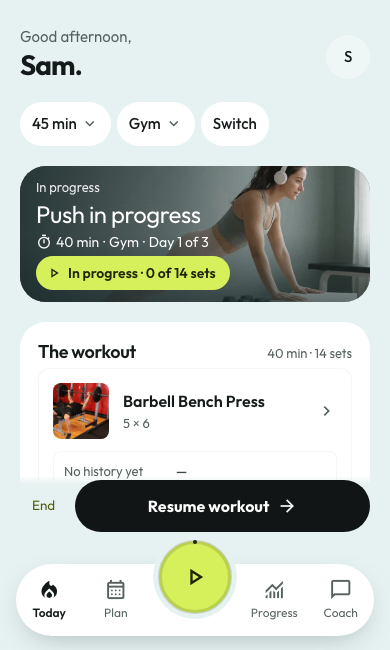 Good afternoon,
Sam.
S
45 min
Gym
Switch
In progress
Push in progress
40 min · Gym · Day 1 of 3
In progress · 0 of 14 sets
The workout
40 min · 14 sets
Barbell Bench Press
5 × 6
No history yet
—
End
Resume workout
Today
Plan
Progress
Coach